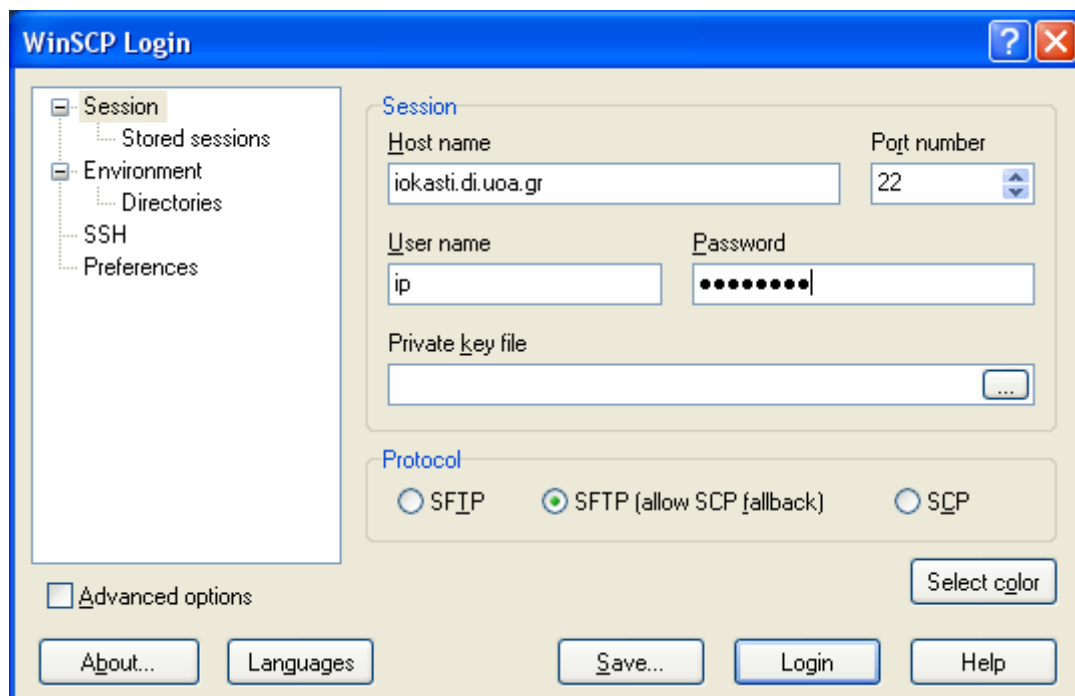 WinSCP Login
Session
Stored sessions
Environment
Directories
SSH
Preferences
Session
Host name
Port number
iokasti.di.uoa.gr
22
User name
Password
ip
••••••••
Private key file
...
Protocol
SFTP
SFTP (allow SCP fallback)
SCP
Select color
Advanced options
About...
Languages
Save...
Login
Help